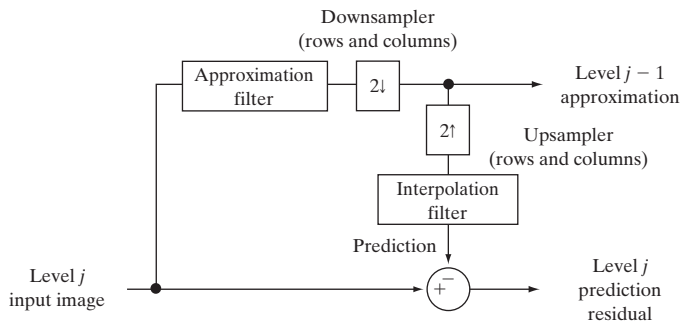 Downsampler
(rows and columns)
Approximation
filter
2↓
Level j − 1
approximation
2↑
Upsampler
(rows and columns)
Interpolation
filter
Prediction
Level j
input image
+
−
Level j
prediction
residual